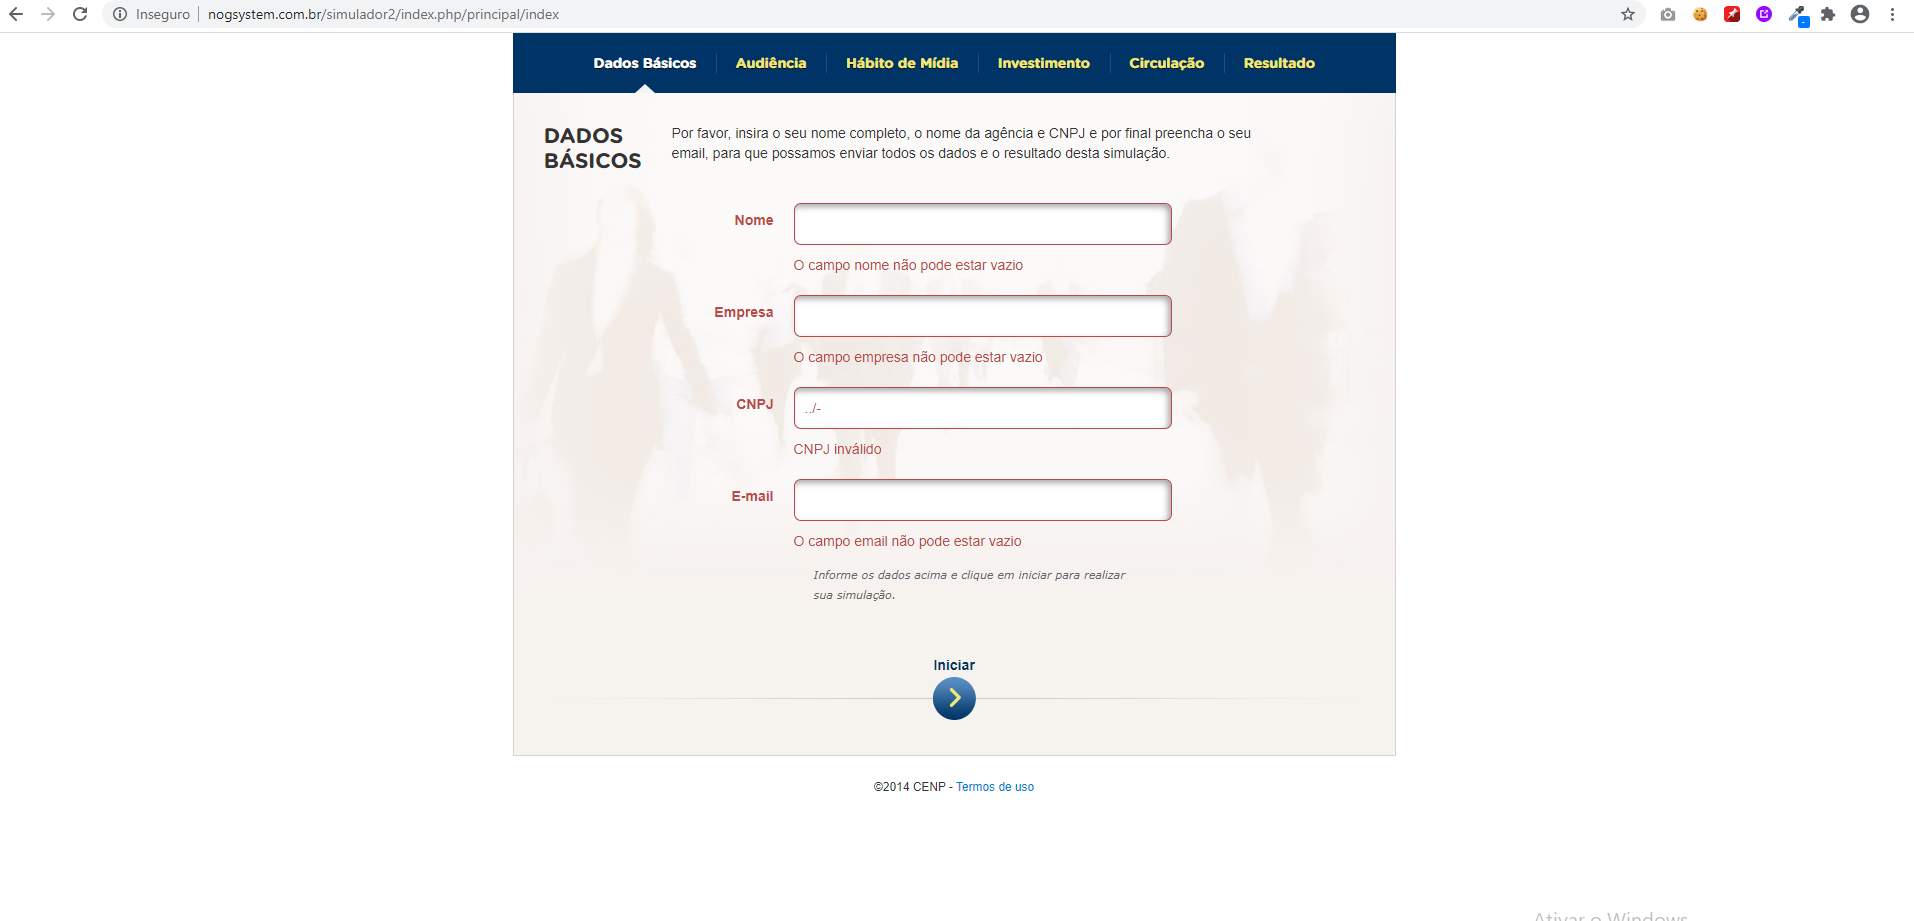 Inseguro | nogsystem.com.br/simulador2/index.php/principal/index
Dados Básicos Audiência Hábito de Mídia Investimento Circulação Resultado
DADOS
BÁSICOS
Por favor, insira o seu nome completo, o nome da agência e CNPJ e por final preencha o seu
email, para que possamos enviar todos os dados e o resultado desta simulação.
Nome
O campo nome não pode estar vazio
Empresa
O campo empresa não pode estar vazio
CNPJ
../-
CNPJ inválido
E-mail
O campo email não pode estar vazio
Informe os dados acima e clique em iniciar para realizar
sua simulação.
Iniciar
©2014 CENP - Termos de uso
Ativar o Windows